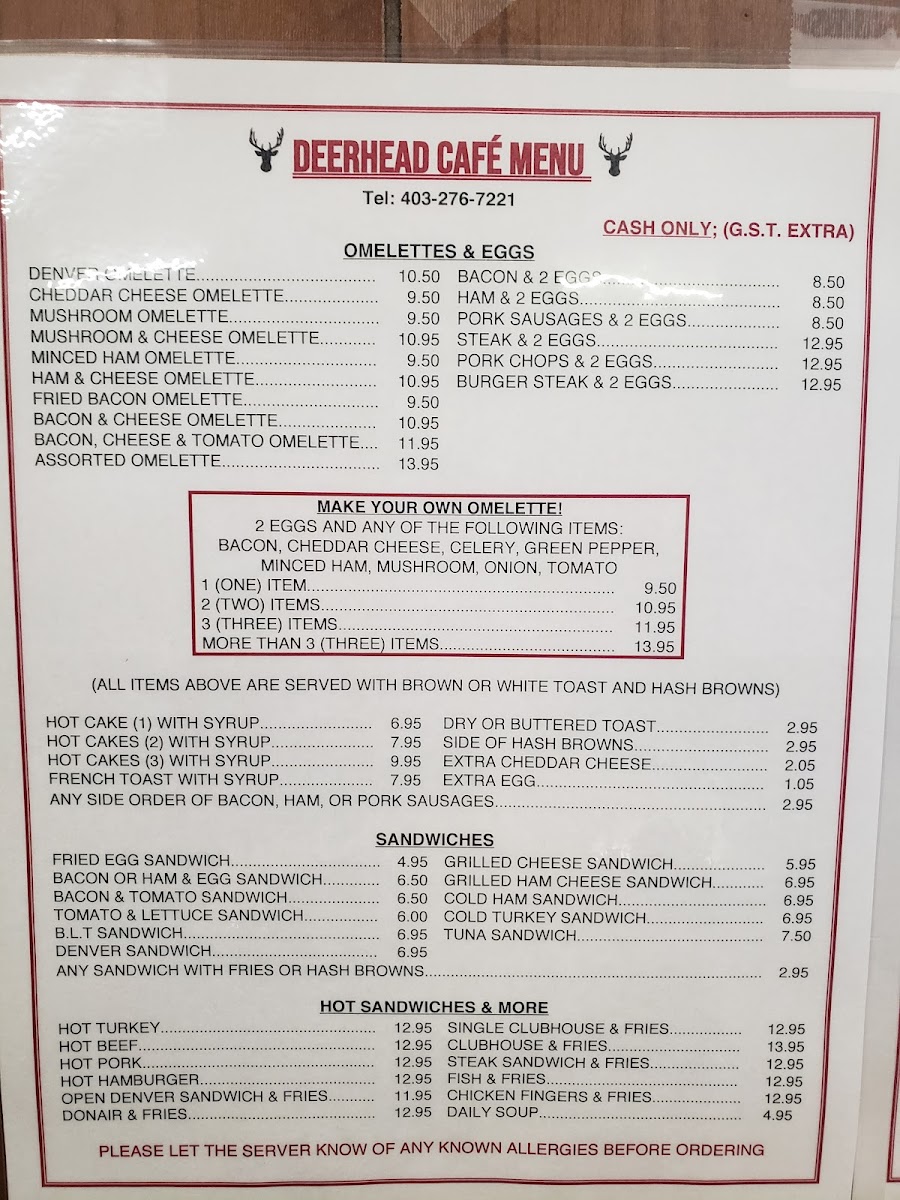 DEERHEAD CAFÉ MENU
Tel: 403-276-7221
CASH ONLY; (G.S.T. EXTRA)
OMELETTES & EGGS
DENVER OMELETTE 10.50
CHEDDAR CHEESE OMELETTE 9.50
MUSHROOM OMELETTE 9.50
MUSHROOM & CHEESE OMELETTE 10.95
MINCED HAM OMELETTE 9.50
HAM & CHEESE OMELETTE 10.95
FRIED BACON OMELETTE 9.50
BACON & CHEESE OMELETTE 10.95
BACON, CHEESE & TOMATO OMELETTE 11.95
ASSORTED OMELETTE 13.95
BACON & 2 EGGS 8.50
HAM & 2 EGGS 8.50
PORK SAUSAGES & 2 EGGS 8.50
STEAK & 2 EGGS 12.95
PORK CHOPS & 2 EGGS 12.95
BURGER STEAK & 2 EGGS 12.95
MAKE YOUR OWN OMELETTE!
2 EGGS AND ANY OF THE FOLLOWING ITEMS:
BACON, CHEDDAR CHEESE, CELERY, GREEN PEPPER,
MINCED HAM, MUSHROOM, ONION, TOMATO
1 (ONE) ITEM 9.50
2 (TWO) ITEMS 10.95
3 (THREE) ITEMS 11.95
MORE THAN 3 (THREE) ITEMS 13.95
(ALL ITEMS ABOVE ARE SERVED WITH BROWN OR WHITE TOAST AND HASH BROWNS)
HOT CAKE (1) WITH SYRUP 6.95
HOT CAKES (2) WITH SYRUP 7.95
HOT CAKES (3) WITH SYRUP 9.95
FRENCH TOAST WITH SYRUP 7.95
DRY OR BUTTERED TOAST 2.95
SIDE OF HASH BROWNS 2.95
EXTRA CHEDDAR CHEESE 2.05
EXTRA EGG 1.05
ANY SIDE ORDER OF BACON, HAM, OR PORK SAUSAGES 2.95
SANDWICHES
FRIED EGG SANDWICH 4.95
BACON OR HAM & EGG SANDWICH 6.50
BACON & TOMATO SANDWICH 6.50
TOMATO & LETTUCE SANDWICH 6.00
B.L.T SANDWICH 6.95
DENVER SANDWICH 6.95
GRILLED CHEESE SANDWICH 5.95
GRILLED HAM CHEESE SANDWICH 6.95
COLD HAM SANDWICH 6.95
COLD TURKEY SANDWICH 6.95
TUNA SANDWICH 7.50
ANY SANDWICH WITH FRIES OR HASH BROWNS 2.95
HOT SANDWICHES & MORE
HOT TURKEY 12.95
HOT BEEF 12.95
HOT PORK 12.95
HOT HAMBURGER 12.95
OPEN DENVER SANDWICH & FRIES 11.95
DONAIR & FRIES 12.95
SINGLE CLUBHOUSE & FRIES 12.95
CLUBHOUSE & FRIES 13.95
STEAK SANDWICH & FRIES 12.95
FISH & FRIES 12.95
CHICKEN FINGERS & FRIES 12.95
DAILY SOUP 4.95
PLEASE LET THE SERVER KNOW OF ANY KNOWN ALLERGIES BEFORE ORDERING